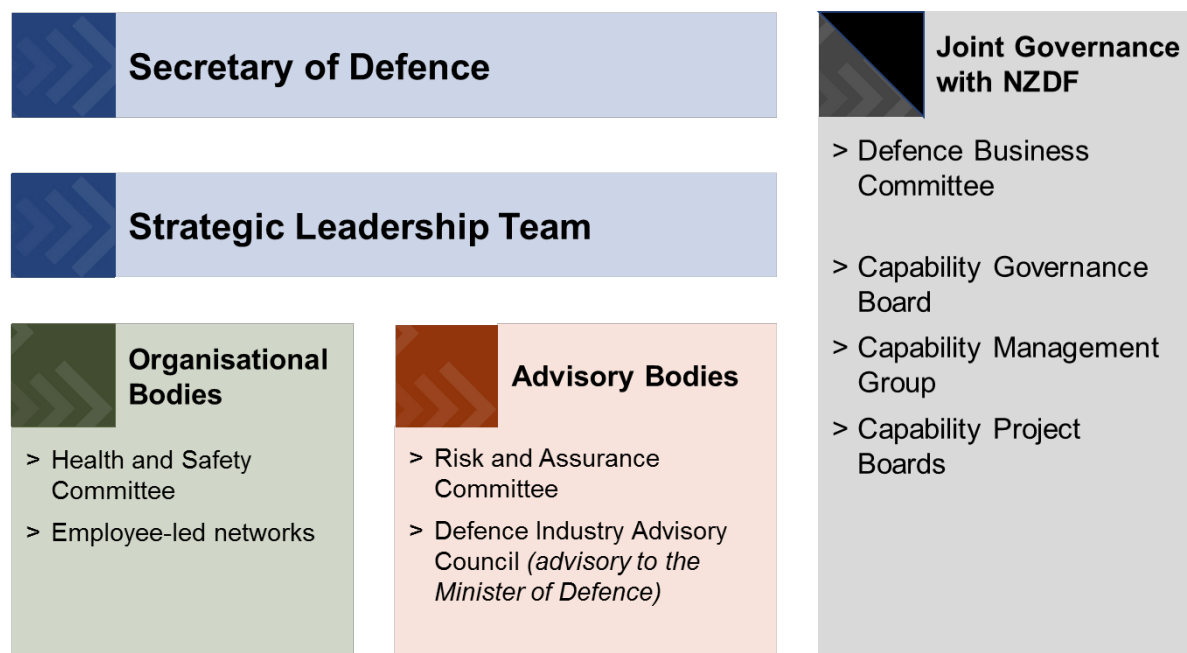 Secretary of Defence
Strategic Leadership Team
Organisational
Bodies
> Health and Safety
Committee
> Employee-led networks
Advisory Bodies
> Risk and Assurance
Committee
> Defence Industry Advisory
Council (advisory to the
Minister of Defence)
Joint Governance
with NZDF
> Defence Business
Committee
> Capability Governance
Board
> Capability Management
Group
> Capability Project
Boards